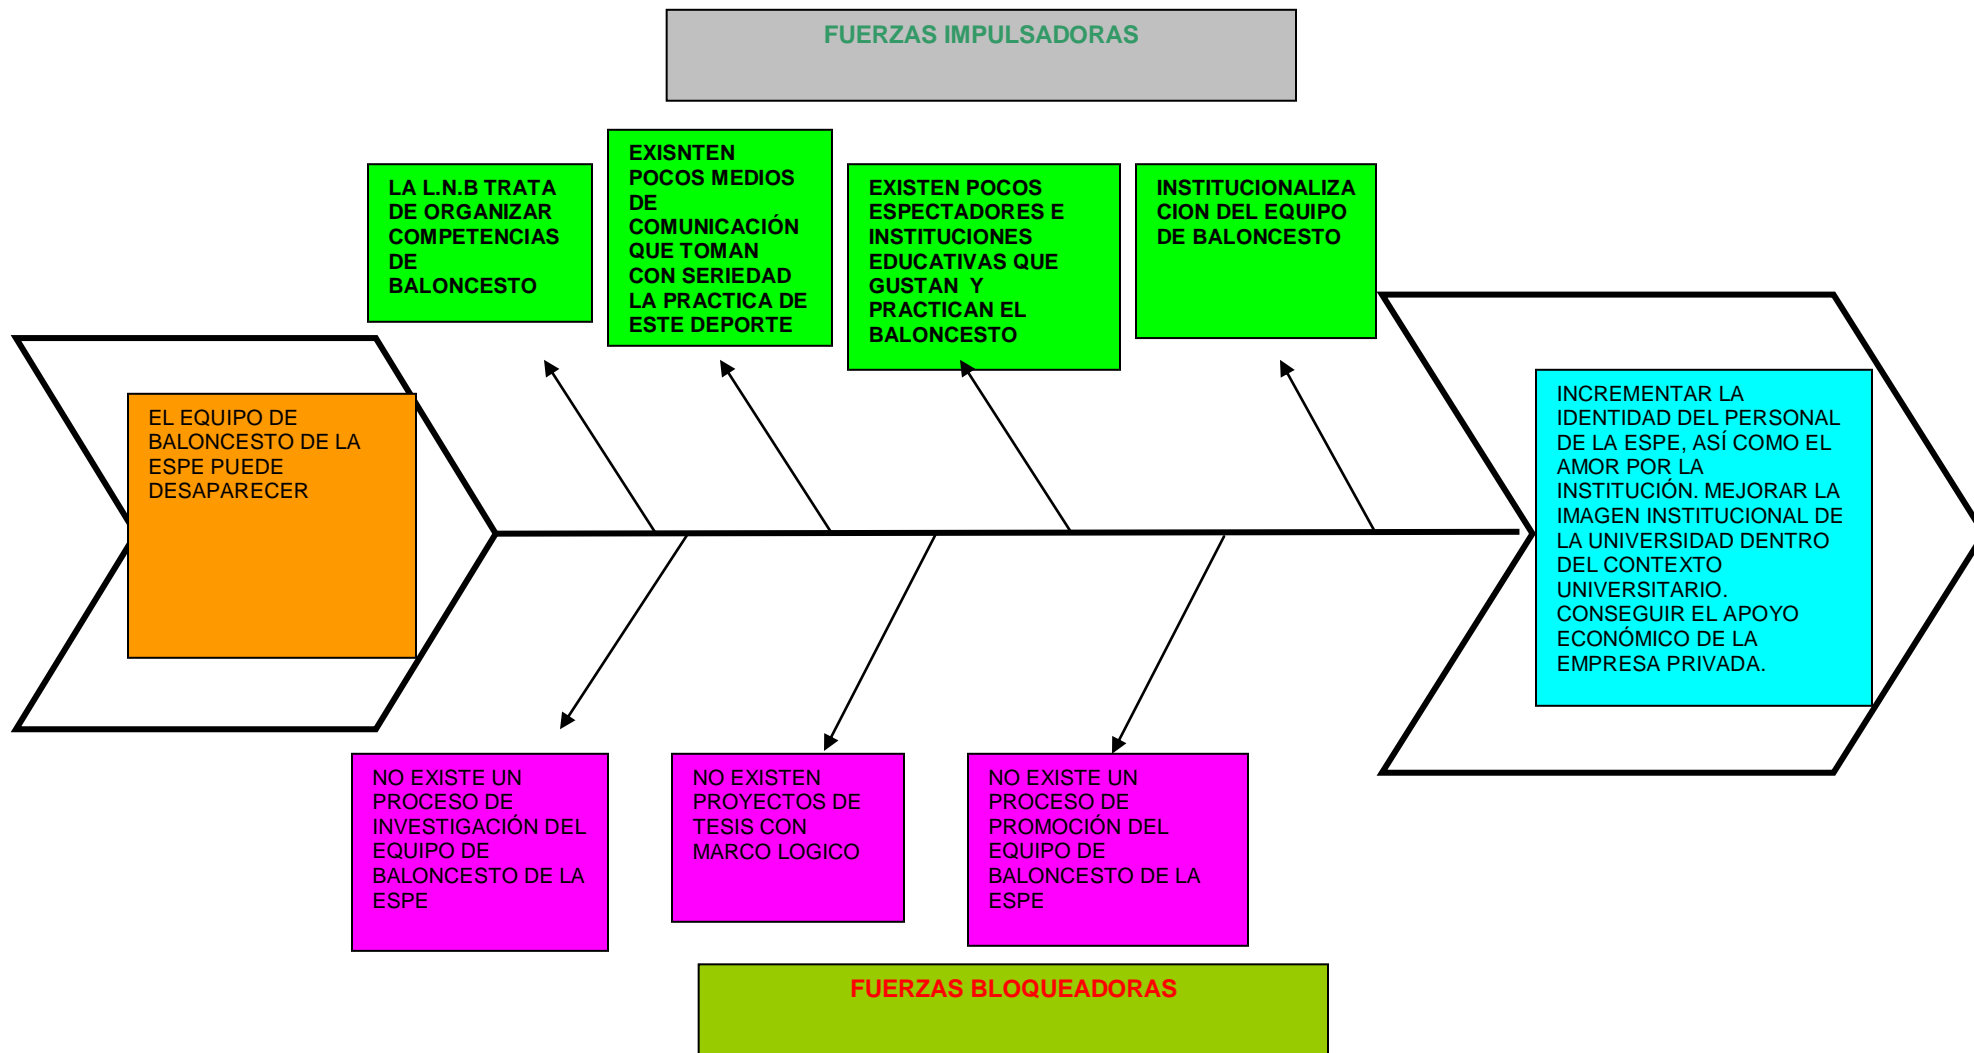 FUERZAS IMPULSADORAS
LA L.N.B TRATA
DE ORGANIZAR
COMPETENCIAS
DE
BALONCESTO
EXISNTEN
POCOS MEDIOS
DE
COMUNICACIÓN
QUE TOMAN
CON SERIEDAD
LA PRACTICA DE
ESTE DEPORTE
EXISTEN POCOS
ESPECTADORES E
INSTITUCIONES
EDUCATIVAS QUE
GUSTAN Y
PRACTICAN EL
BALONCESTO
INSTITUCIONALIZA
CION DEL EQUIPO
DE BALONCESTO
EL EQUIPO DE
BALONCESTO DE LA
ESPE PUEDE
DESAPARECER
INCREMENTAR LA
IDENTIDAD DEL PERSONAL
DE LA ESPE, ASÍ COMO EL
AMOR POR LA
INSTITUCIÓN. MEJORAR LA
IMAGEN INSTITUCIONAL DE
LA UNIVERSIDAD DENTRO
DEL CONTEXTO
UNIVERSITARIO.
CONSEGUIR EL APOYO
ECONÓMICO DE LA
EMPRESA PRIVADA.
NO EXISTE UN
PROCESO DE
INVESTIGACIÓN DEL
EQUIPO DE
BALONCESTO DE LA
ESPE
NO EXISTEN
PROYECTOS DE
TESIS CON
MARCO LOGICO
NO EXISTE UN
PROCESO DE
PROMOCIÓN DEL
EQUIPO DE
BALONCESTO DE LA
ESPE
FUERZAS BLOQUEADORAS